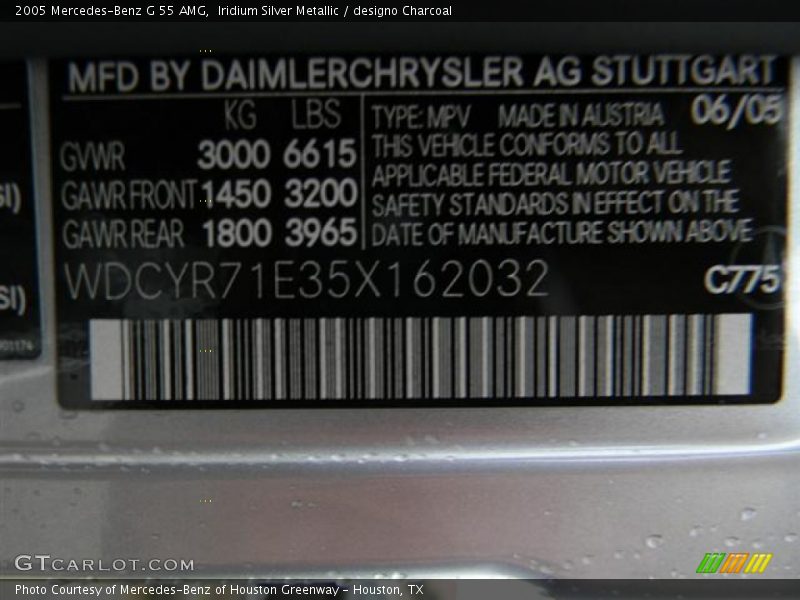 2005 Mercedes-Benz G 55 AMG,  Iridium Silver Metallic / designo Charcoal
MFD BY DAIMLERCHRYSLER AG STUTTGART
KG LBS
GVWR 3000 6615
GAWR FRONT 1450 3200
GAWR REAR 1800 3965
TYPE: MPV MADE IN AUSTRIA 06/05
THIS VEHICLE CONFORMS TO ALL
APPLICABLE FEDERAL MOTOR VEHICLE
SAFETY STANDARDS IN EFFECT ON THE
DATE OF MANUFACTURE SHOWN ABOVE
WDCYR71E35X162032 C775
SI)
SI)
GTCARLOT.COM
Photo Courtesy of Mercedes-Benz of Houston Greenway - Houston, TX